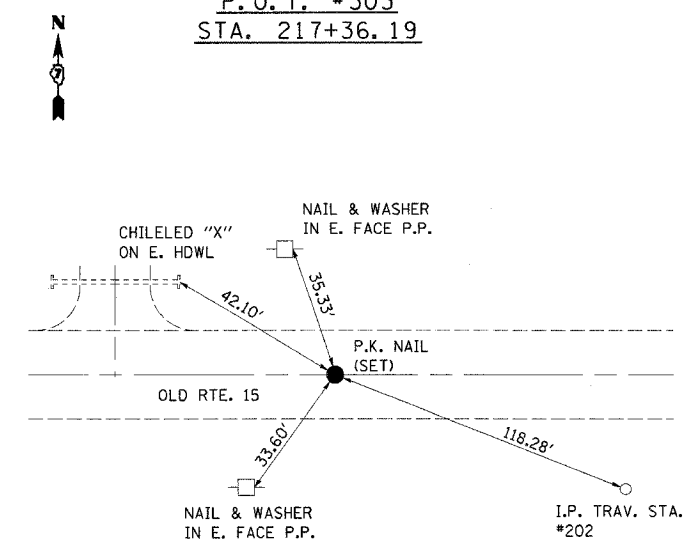 P.O.T. #303
STA. 217+36.19
N
NAIL & WASHER
IN E. FACE P.P.
CHILELED "X"
ON E. HDWL
42.10'
35.33'
P.K. NAIL
(SET)
OLD RTE. 15
33.60'
118.28'
NAIL & WASHER
IN E. FACE P.P.
I.P. TRAV. STA.
#202